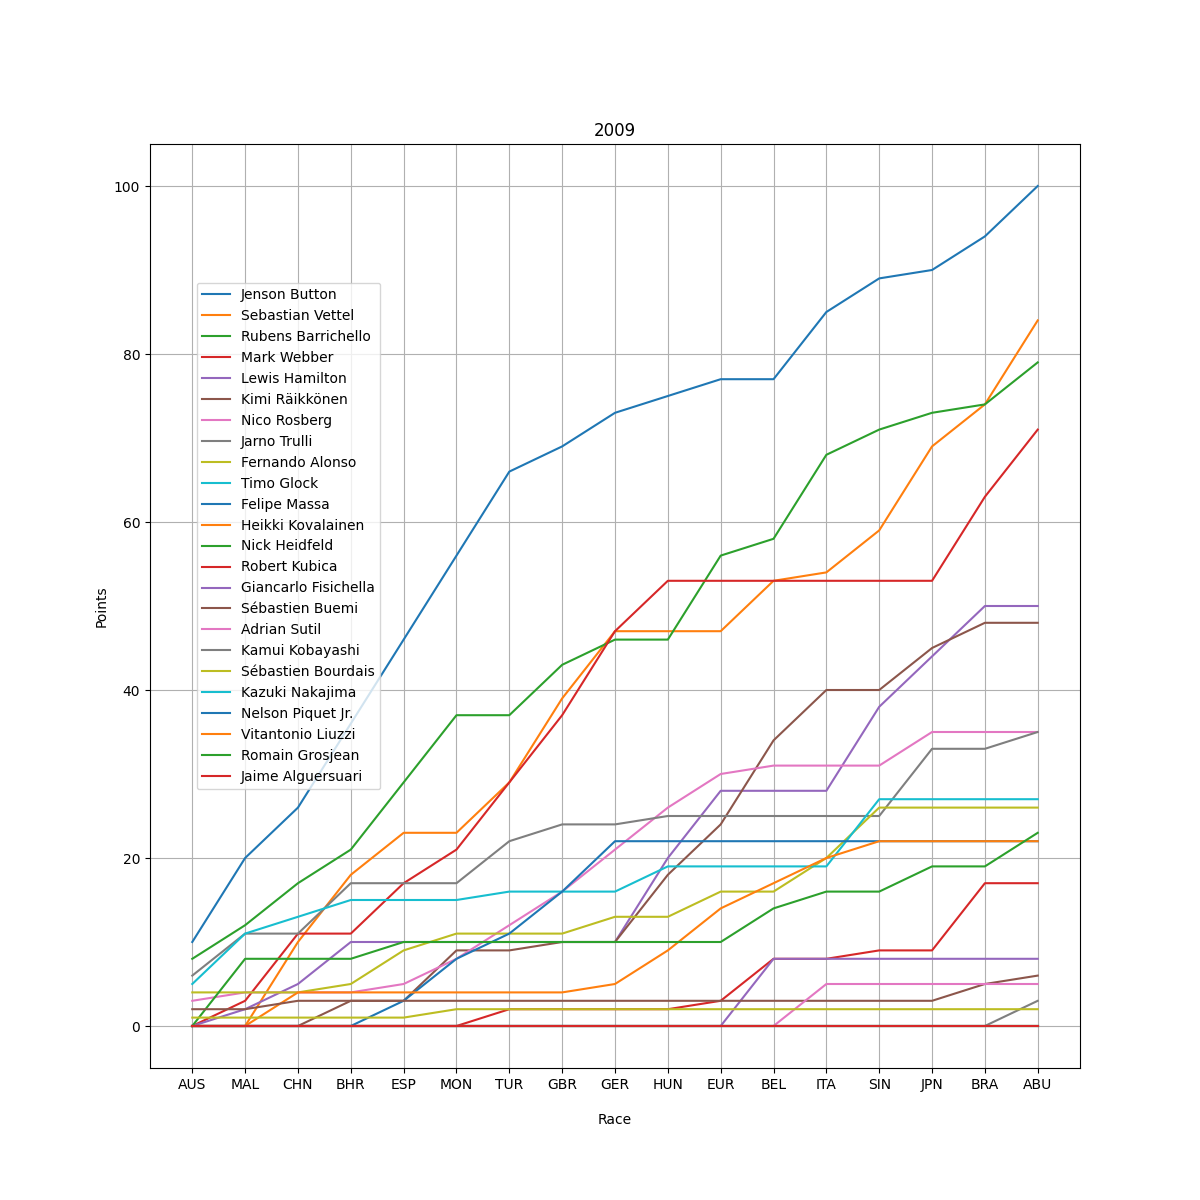 2009
100
80
60
40
20
0
Points
Jenson Button
Sebastian Vettel
Rubens Barrichello
Mark Webber
Lewis Hamilton
Kimi Räikkönen
Nico Rosberg
Jarno Trulli
Fernando Alonso
Timo Glock
Felipe Massa
Heikki Kovalainen
Nick Heidfeld
Robert Kubica
Giancarlo Fisichella
Sébastien Buemi
Adrian Sutil
Kamui Kobayashi
Sébastien Bourdais
Kazuki Nakajima
Nelson Piquet Jr.
Vitantonio Liuzzi
Romain Grosjean
Jaime Alguersuari
AUS MAL CHN BHR ESP MON TUR GBR GER HUN EUR BEL ITA SIN JPN BRA ABU
Race